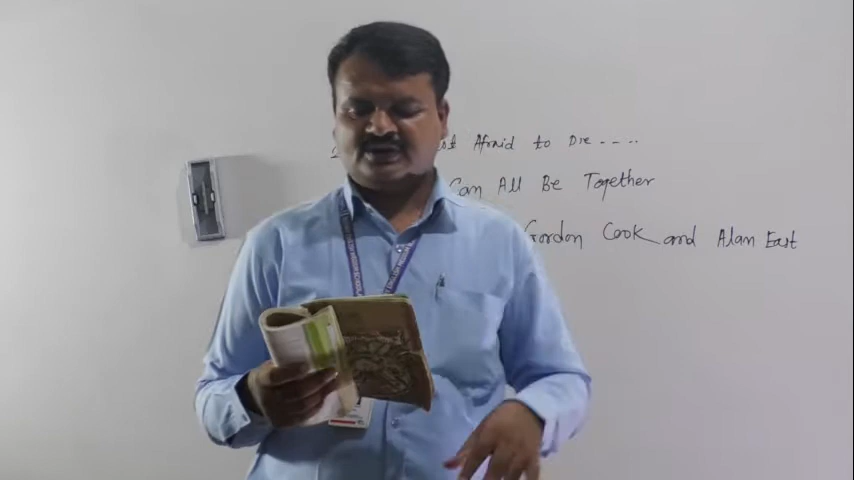 Afraid to Die ....
Can All Be Together
Gordon Cook and Alan East